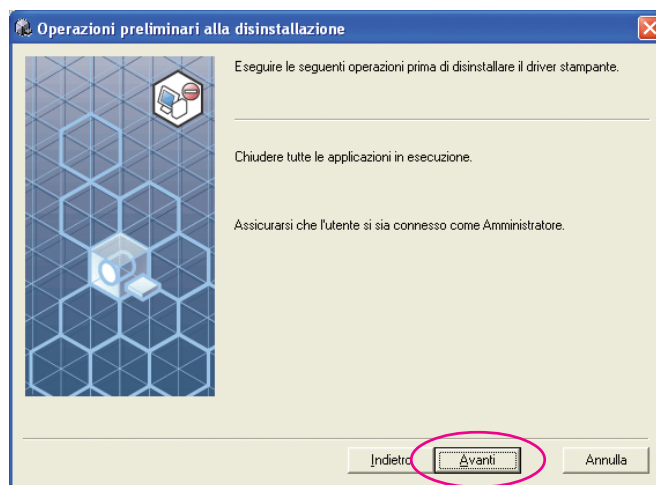 Operazioni preliminari alla disinstallazione
Eseguire le seguenti operazioni prima di disinstallare il driver stampante.
Chiudere tutte le applicazioni in esecuzione.
Assicurarsi che l'utente si sia connesso come Amministratore.
Indietro
Avanti
Annulla